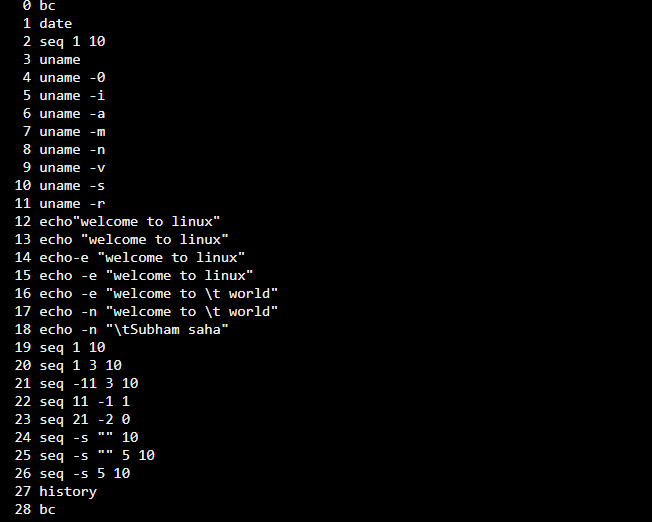 0 bc
1 date
2 seq 1 10
3 uname
4 uname -0
5 uname -i
6 uname -a
7 uname -m
8 uname -n
9 uname -v
10 uname -s
11 uname -r
12 echo"welcome to linux"
13 echo "welcome to linux"
14 echo-e "welcome to linux"
15 echo -e "welcome to linux"
16 echo -e "welcome to \t world"
17 echo -n "welcome to \t world"
18 echo -n "\tSubham saha"
19 seq 1 10
20 seq 1 3 10
21 seq -11 3 10
22 seq 11 -1 1
23 seq 21 -2 0
24 seq -s "" 10
25 seq -s "" 5 10
26 seq -s 5 10
27 history
28 bc